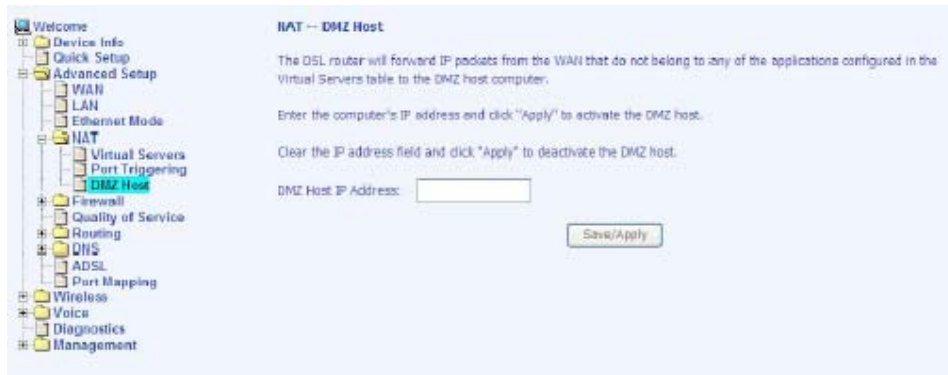 Welcome
Device Info
Quick Setup
Advanced Setup
WAN
LAN
Ethernet Mode
NAT
Virtual Servers
Port Triggering
DMZ Host
Firewall
Quality of Service
Routing
DNS
ADSL
Port Mapping
Wireless
Voice
Diagnostics
Management
NAT -- DMZ Host
The DSL router will forward IP packets from the WAN that do not belong to any of the applications configured in the
Virtual Servers table to the DMZ host computer.
Enter the computer's IP address and click "Apply" to activate the DMZ host.
Clear the IP address field and click "Apply" to deactivate the DMZ host.
DMZ Host IP Address:
Save/Apply